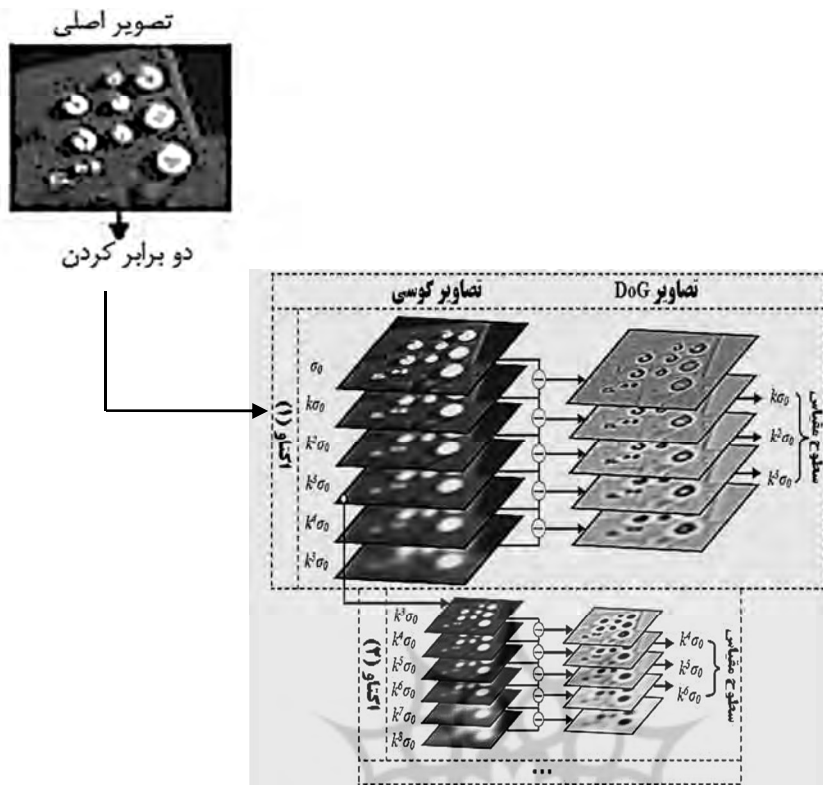 تصویر اصلی
دو برابر کردن
تصاویر گوسی
تصاویر DoG
اکتاو (۱)
σ₀
kσ₀
k²σ₀
k³σ₀
k⁴σ₀
k⁵σ₀
kσ₀
k²σ₀
k³σ₀
سطوح مقیاس
اکتاو (۲)
k³σ₀
k⁴σ₀
k⁵σ₀
k⁶σ₀
k⁷σ₀
k⁸σ₀
k⁴σ₀
k⁵σ₀
k⁶σ₀
سطوح مقیاس
...